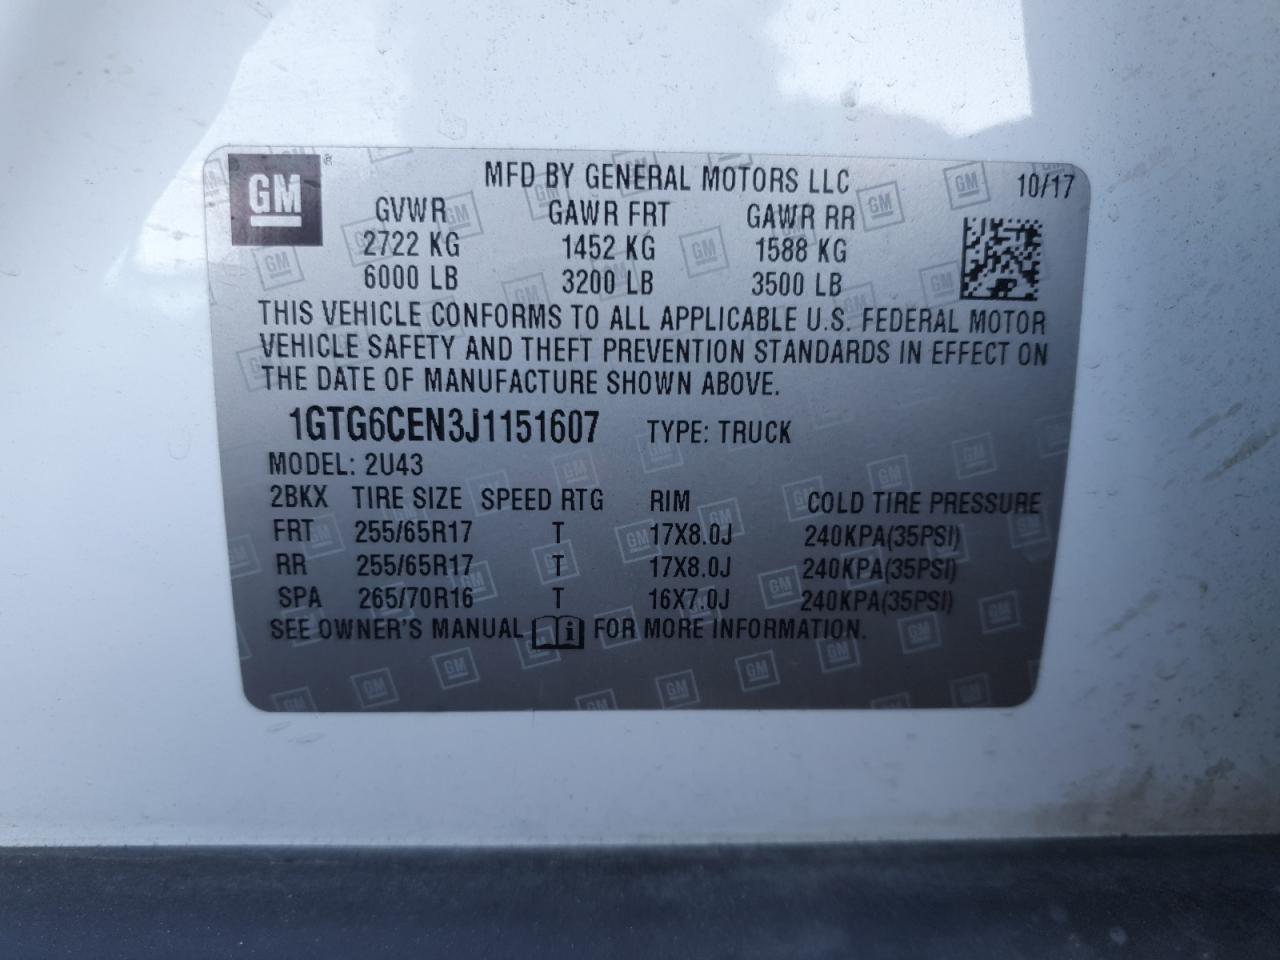 GM ®
MFD BY GENERAL MOTORS LLC 10/17
GVWR GAWR FRT GAWR RR
2722 KG 1452 KG 1588 KG
6000 LB 3200 LB 3500 LB
THIS VEHICLE CONFORMS TO ALL APPLICABLE U.S. FEDERAL MOTOR
VEHICLE SAFETY AND THEFT PREVENTION STANDARDS IN EFFECT ON
THE DATE OF MANUFACTURE SHOWN ABOVE.
1GTG6CEN3J1151607 TYPE: TRUCK
MODEL: 2U43
2BKX TIRE SIZE SPEED RTG RIM COLD TIRE PRESSURE
FRT 255/65R17 T 17X8.0J 240KPA(35PSI)
RR 255/65R17 T 17X8.0J 240KPA(35PSI)
SPA 265/70R16 T 16X7.0J 240KPA(35PSI)
SEE OWNER'S MANUAL i FOR MORE INFORMATION.